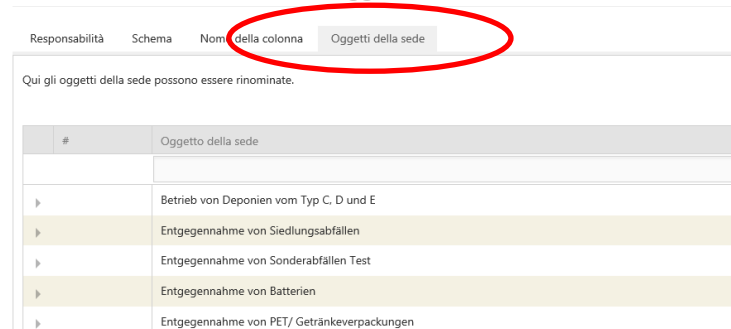 Responsabilità Schema Nome della colonna Oggetti della sede
Qui gli oggetti della sede possono essere rinominate.
# Oggetto della sede
Betrieb von Deponien vom Typ C, D und E
Entgegennahme von Siedlungsabfällen
Entgegennahme von Sonderabfällen Test
Entgegennahme von Batterien
Entgegennahme von PET/ Getränkeverpackungen